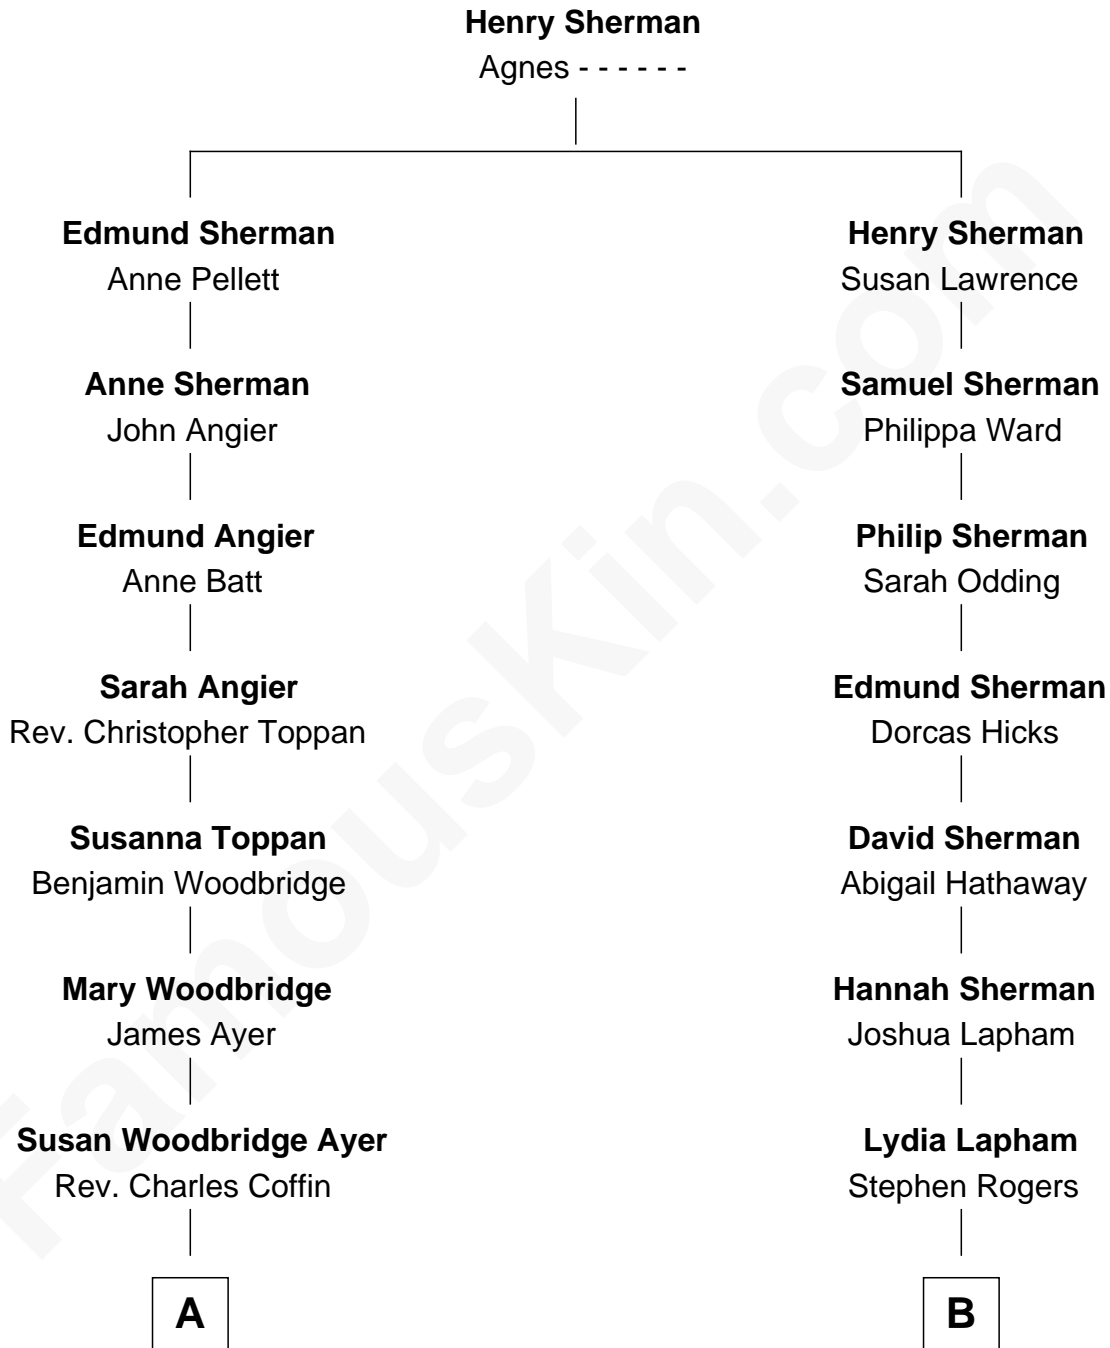 Henry Sherman
Agnes - - - - - -
Edmund Sherman
Anne Pellett
Henry Sherman
Susan Lawrence
Anne Sherman
John Angier
Samuel Sherman
Philippa Ward
Edmund Angier
Anne Batt
Philip Sherman
Sarah Odding
Sarah Angier
Rev. Christopher Toppan
Edmund Sherman
Dorcas Hicks
Susanna Toppan
Benjamin Woodbridge
David Sherman
Abigail Hathaway
Mary Woodbridge
James Ayer
Hannah Sherman
Joshua Lapham
Susan Woodbridge Ayer
Rev. Charles Coffin
Lydia Lapham
Stephen Rogers
A
B
FamousKin.com